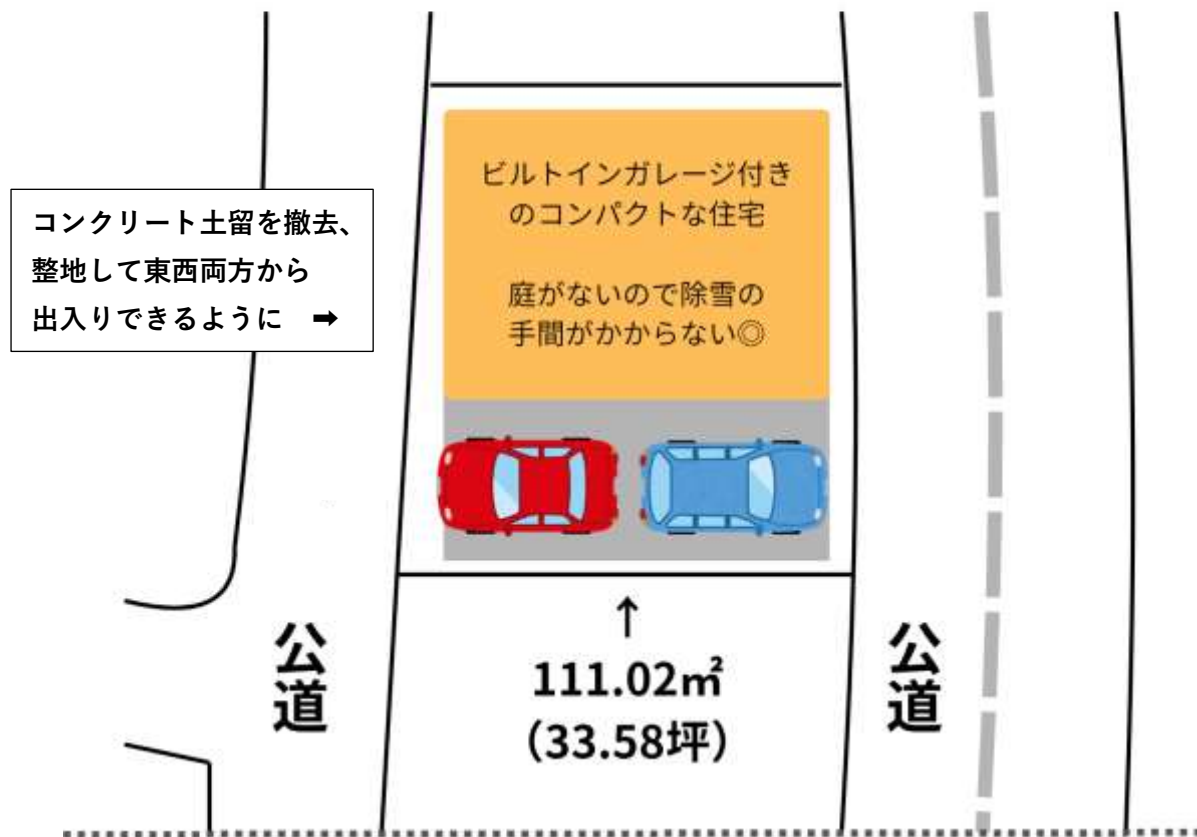 ビルトインガレージ付き
のコンパクトな住宅
庭がないので除雪の
手間がかからない◎
コンクリート土留を撤去、
整地して東西両方から
出入りできるように ➡
↑
111.02㎡
（33.58坪）
公道
公道